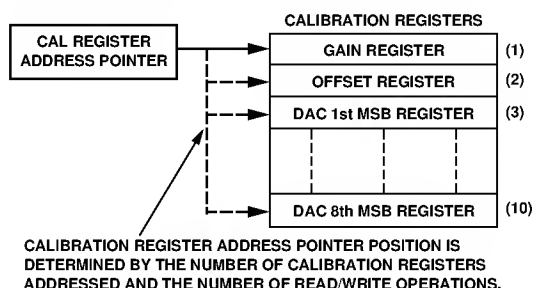 CALIBRATION REGISTERS
CAL REGISTER
ADDRESS POINTER
GAIN REGISTER (1)
OFFSET REGISTER (2)
DAC 1st MSB REGISTER (3)
DAC 8th MSB REGISTER (10)
CALIBRATION REGISTER ADDRESS POINTER POSITION IS
DETERMINED BY THE NUMBER OF CALIBRATION REGISTERS
ADDRESSED AND THE NUMBER OF READ/WRITE OPERATIONS.